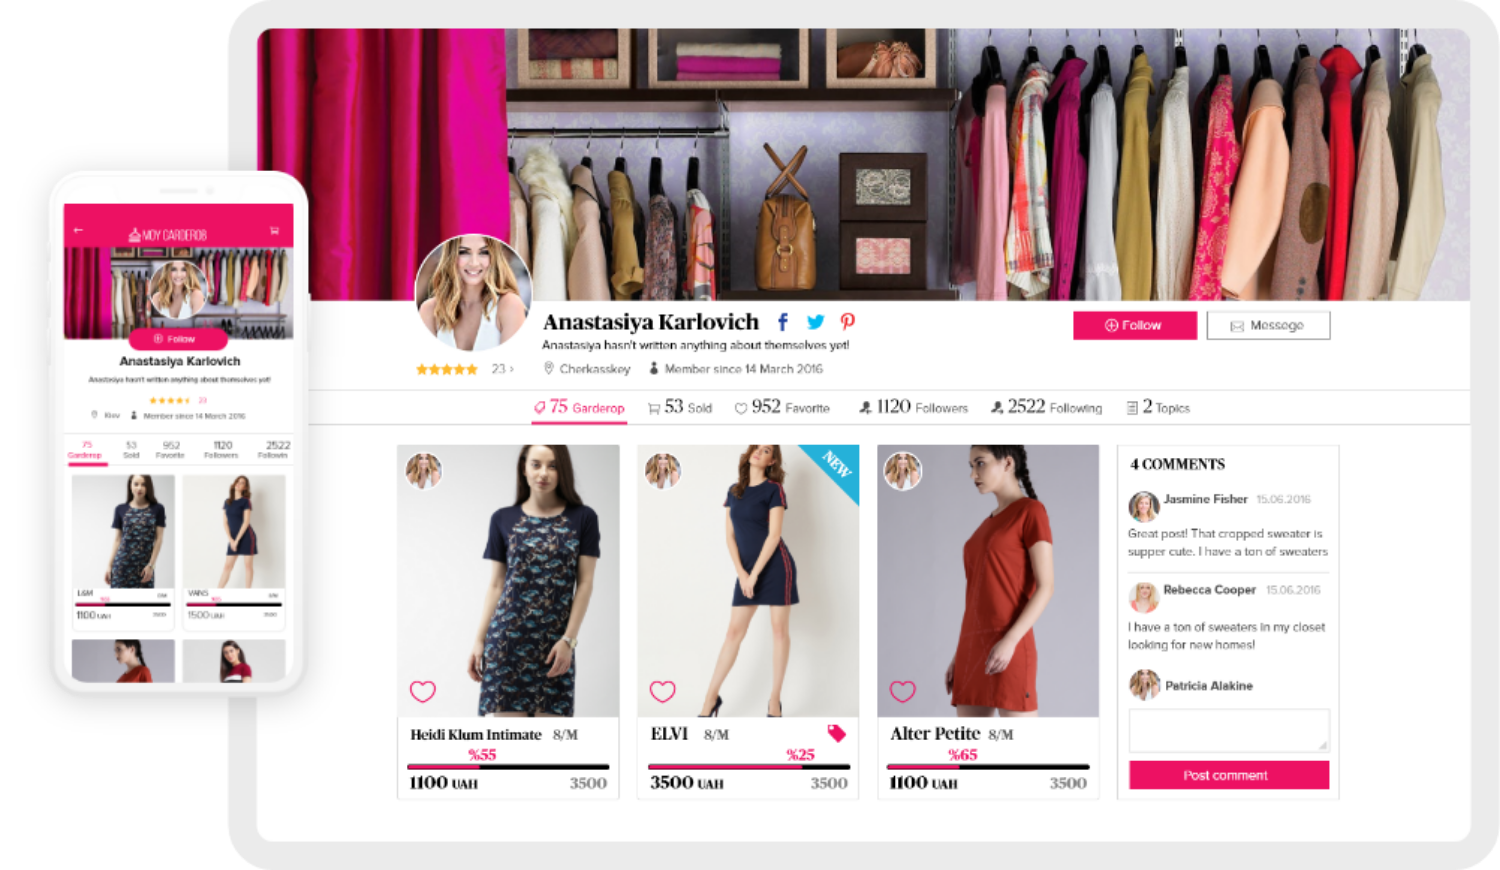 MOY GARDEROB
Follow
Anastasiya Karlovich
Anastasiya hasn't written anything about themselves yet!
23
Kiev Member since 14 March 2016
75 53 952 1120 2522
Garderop Sold Favorite Followers Followin
L&M
1100 UAH
VANS
1500 UAH
Anastasiya Karlovich
Anastasiya hasn't written anything about themselves yet!
23 ›
Cherkasskey Member since 14 March 2016
Follow
Messege
75 Garderop 53 Sold 952 Favorite 1120 Followers 2522 Following 2 Topics
Heidi Klum Intimate 8/M
%55
1100 UAH 3500
NEW
ELVI 8/M
%25
3500 UAH 3500
Alter Petite 8/M
%65
1100 UAH 3500
4 COMMENTS
Jasmine Fisher 15.06.2016
Great post! That cropped sweater is
supper cute. I have a ton of sweaters
Rebecca Cooper 15.06.2016
I have a ton of sweaters in my closet
looking for new homes!
Patricia Alakine
Post comment